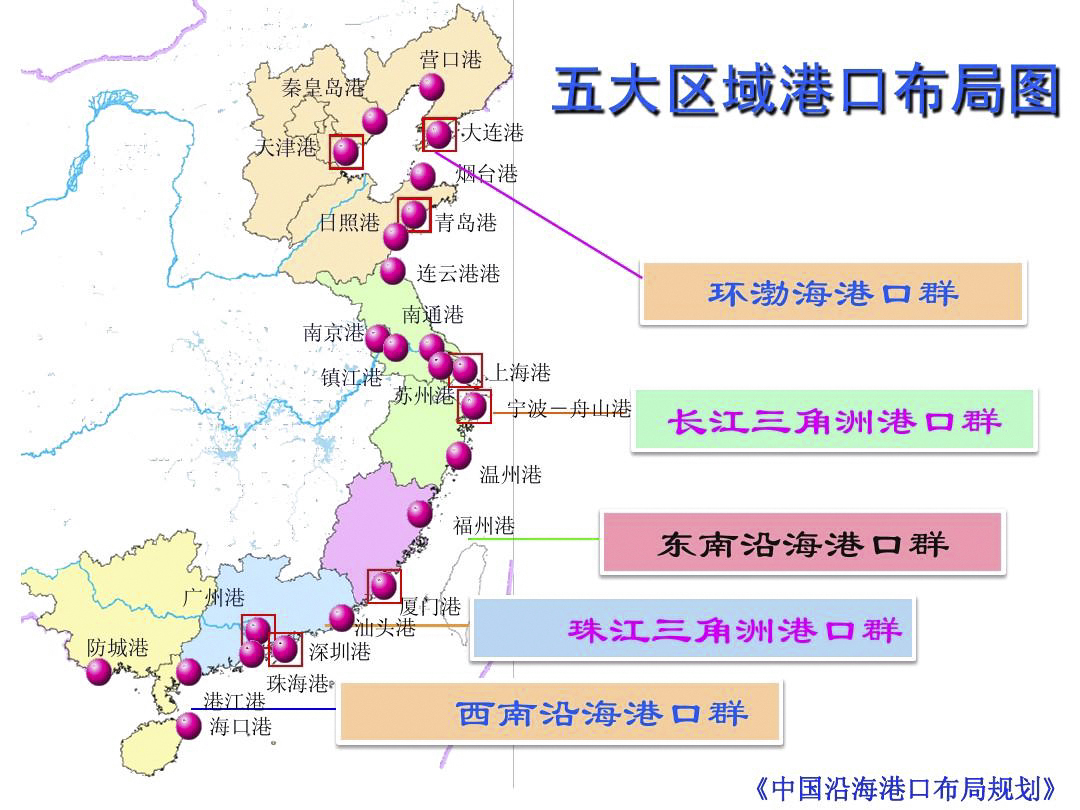 五大区域港口布局图
营口港
秦皇岛港
大连港
天津港
烟台港
日照港
青岛港
连云港港
环渤海港口群
南通港
南京港
镇江港
上海港
苏州港
宁波－舟山港
长江三角洲港口群
温州港
福州港
东南沿海港口群
广州港
厦门港
汕头港
珠江三角洲港口群
防城港
深圳港
珠海港
港江港
海口港
西南沿海港口群
《中国沿海港口布局规划》